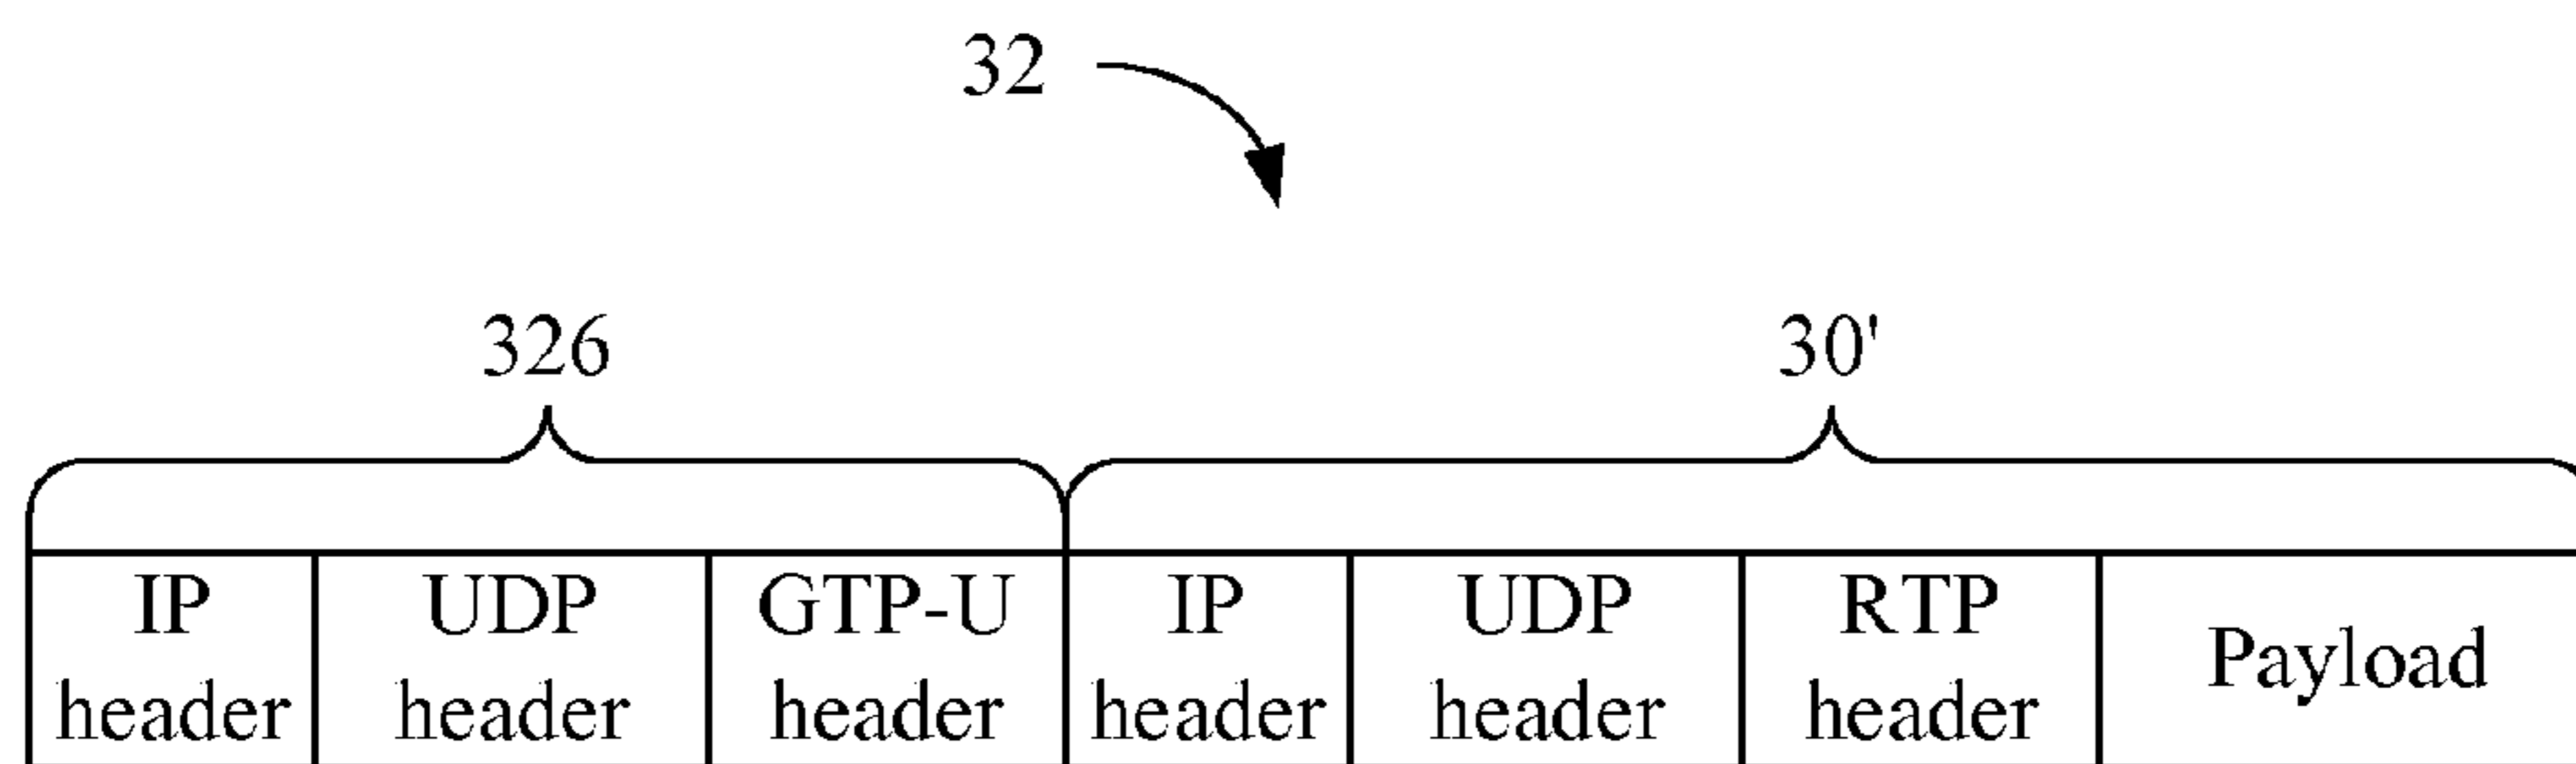 32
326
30'
IP header
UDP header
GTP-U header
IP header
UDP header
RTP header
Payload